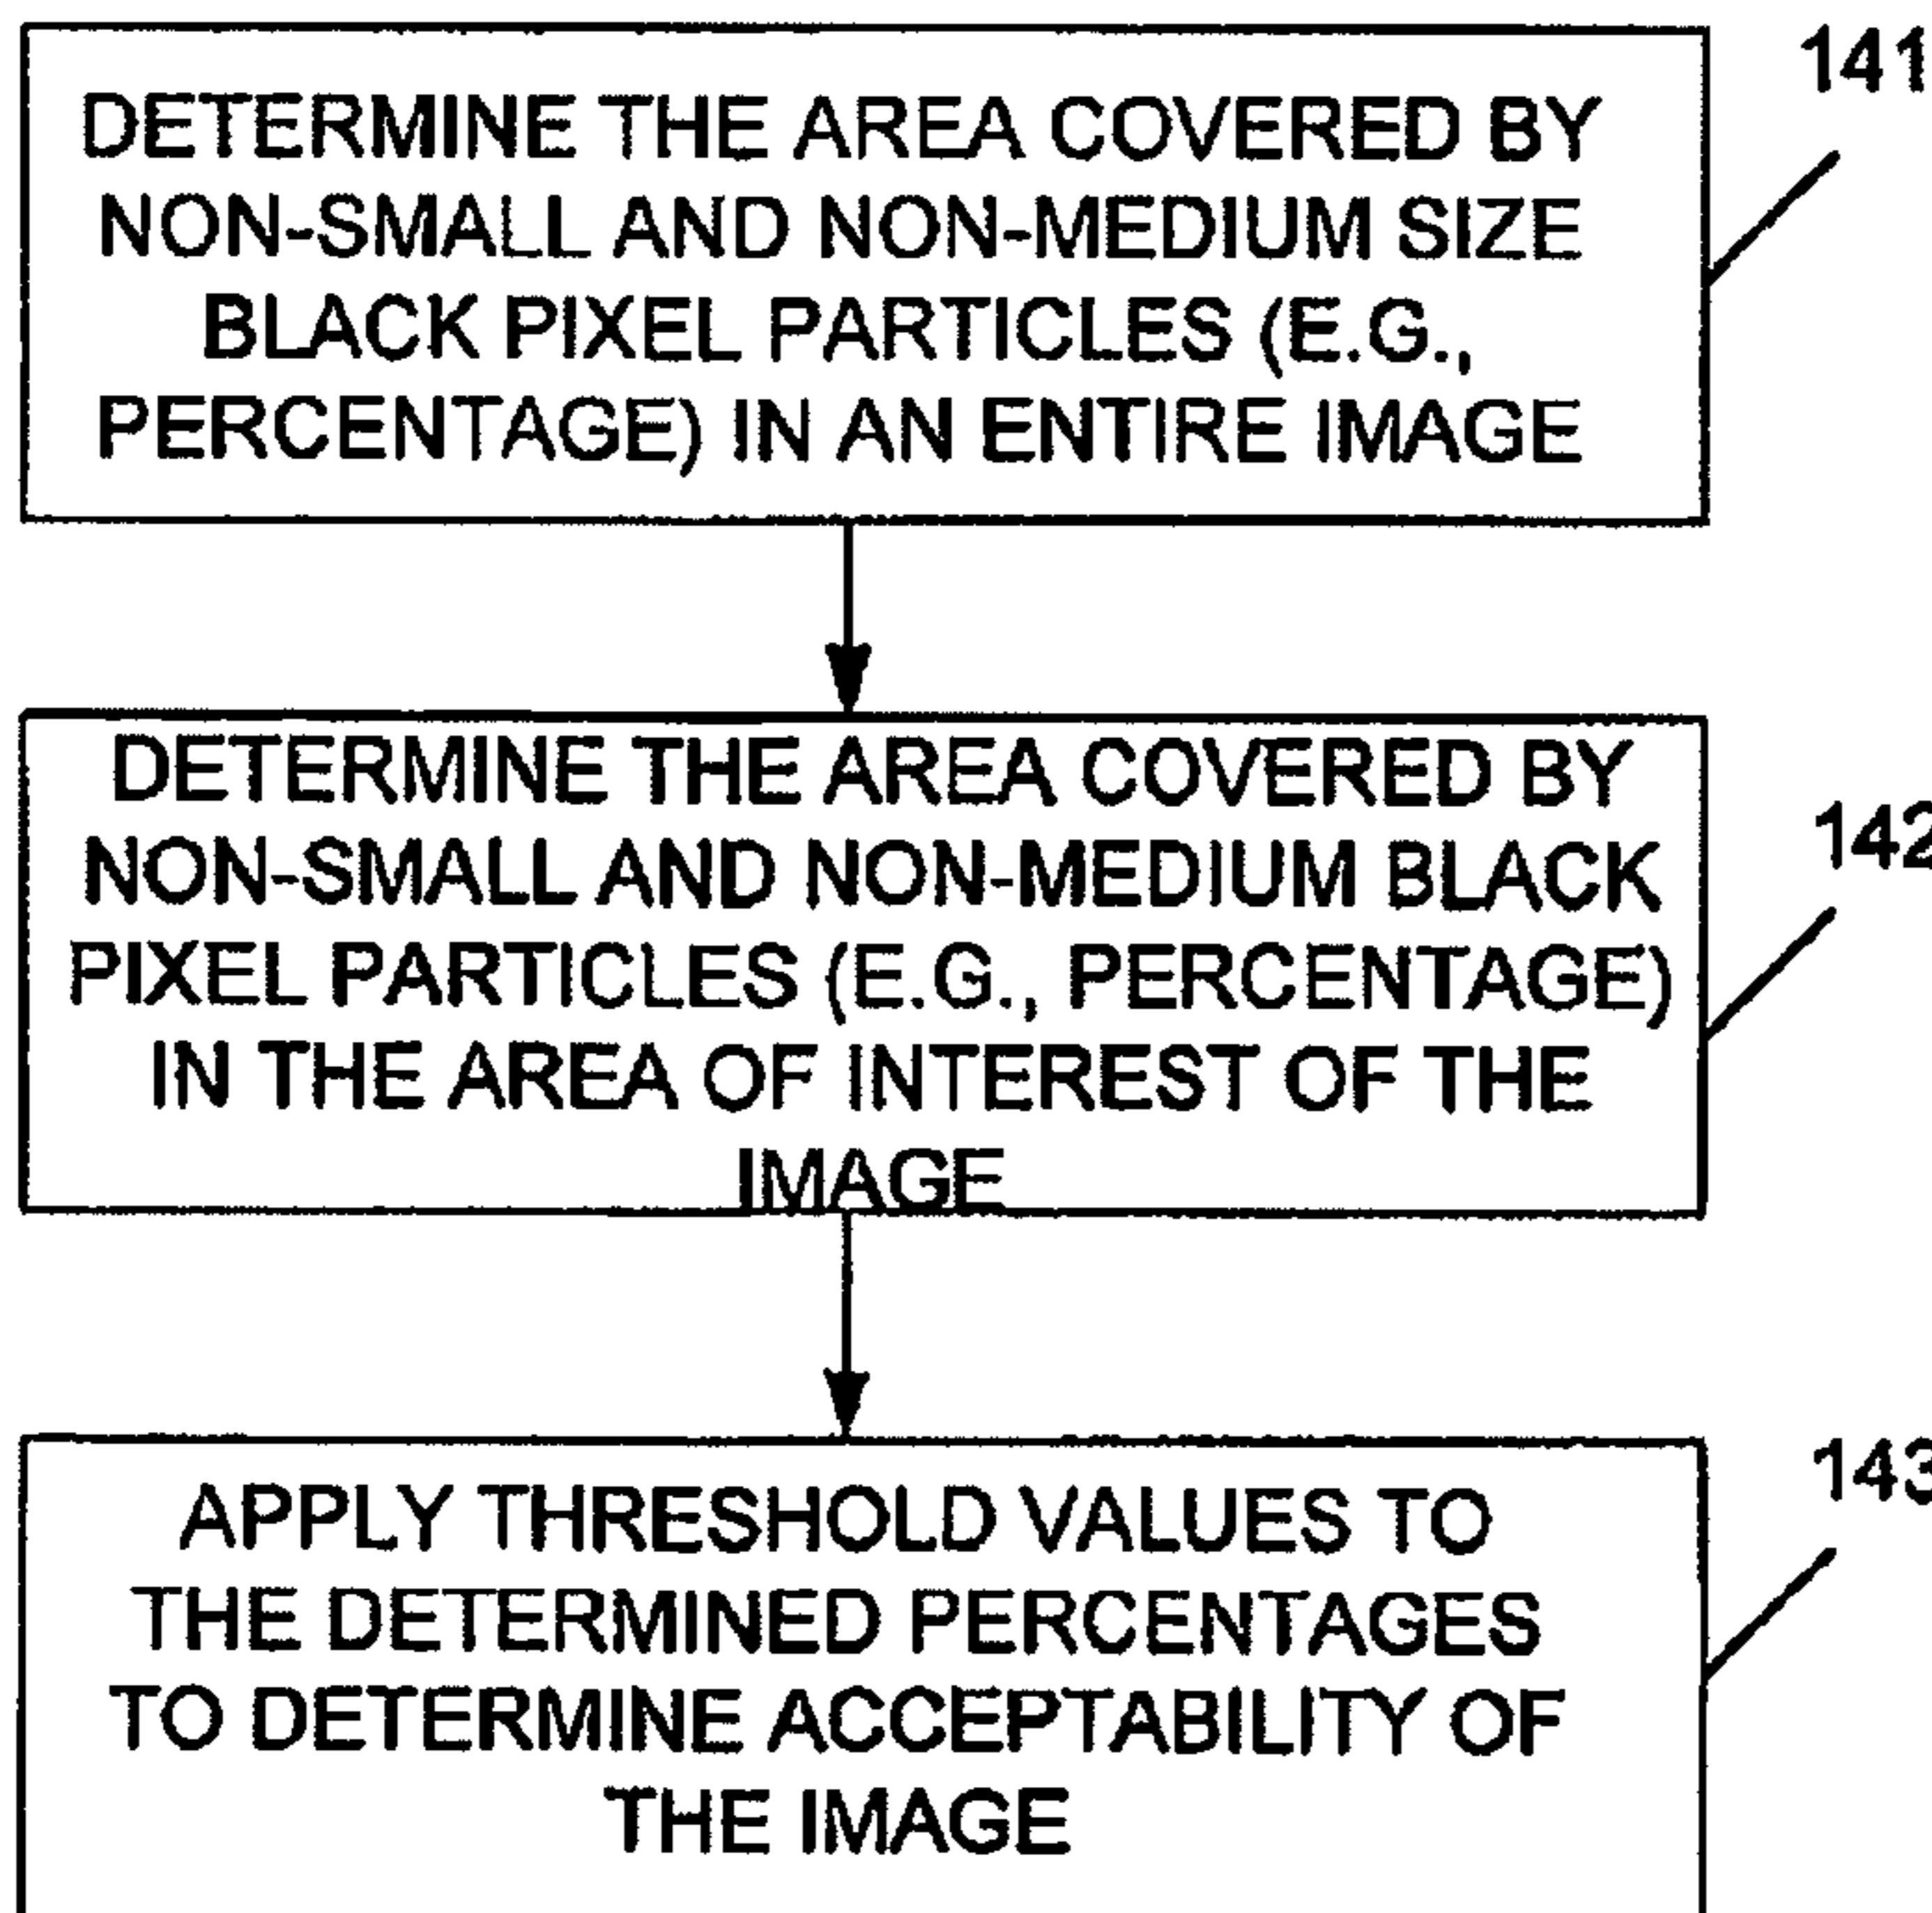 141
DETERMINE THE AREA COVERED BY
NON-SMALL AND NON-MEDIUM SIZE
BLACK PIXEL PARTICLES (E.G.,
PERCENTAGE) IN AN ENTIRE IMAGE
DETERMINE THE AREA COVERED BY
142
NON-SMALL AND NON-MEDIUM BLACK
PIXEL PARTICLES (E.G., PERCENTAGE)
IN THE AREA OF INTEREST OF THE
IMAGE
143
APPLY THRESHOLD VALUES TO
THE DETERMINED PERCENTAGES
TO DETERMINE ACCEPTABILITY OF
THE IMAGE